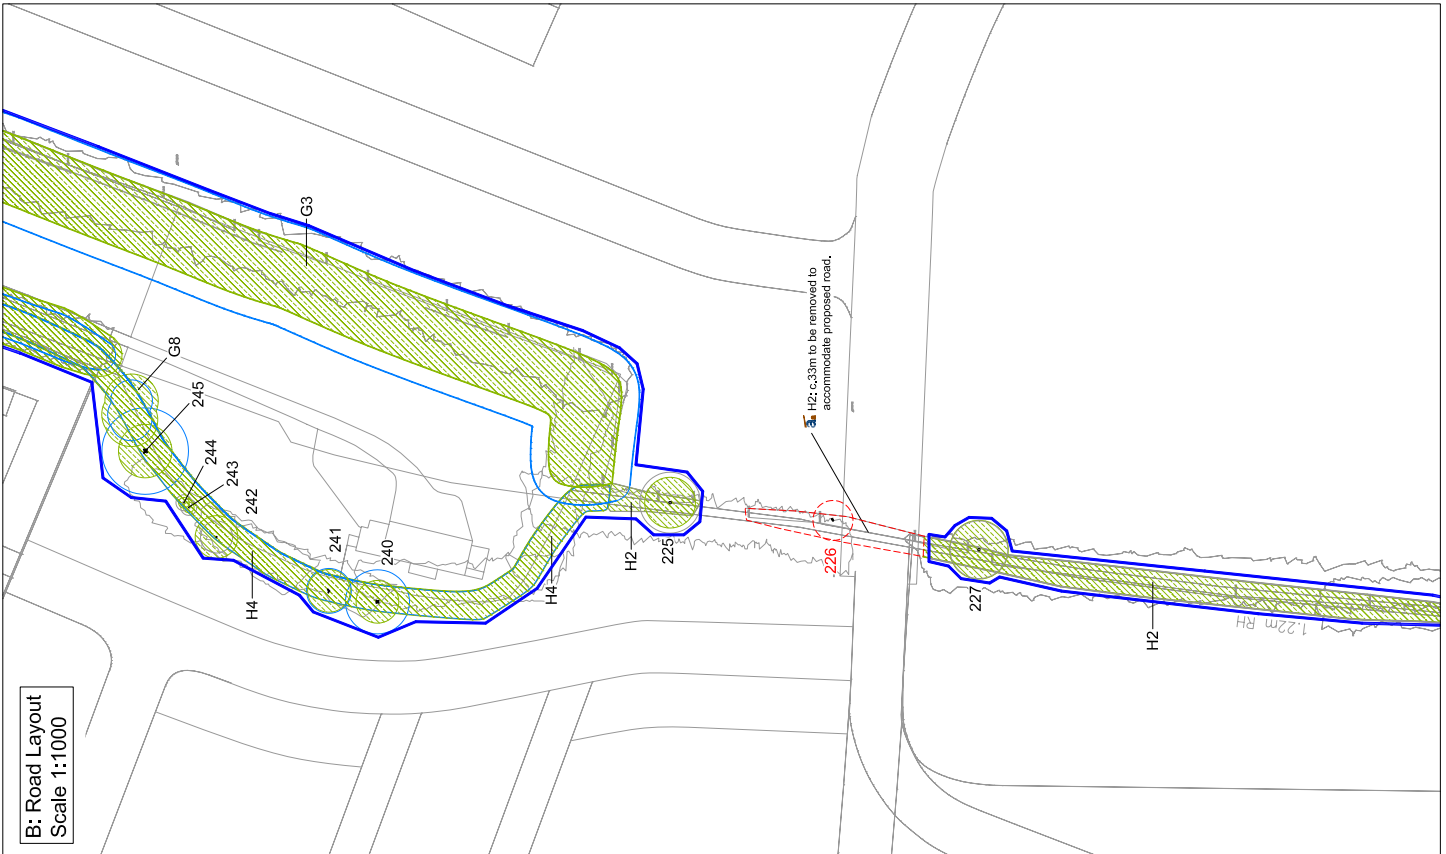 G3
G8
245
244
243
242
241
240
H4
H4
H2
225
a. H2: c.33m to be removed to
accommodate proposed road.
226
227
H2
1.22m RH
B: Road Layout
Scale 1:1000